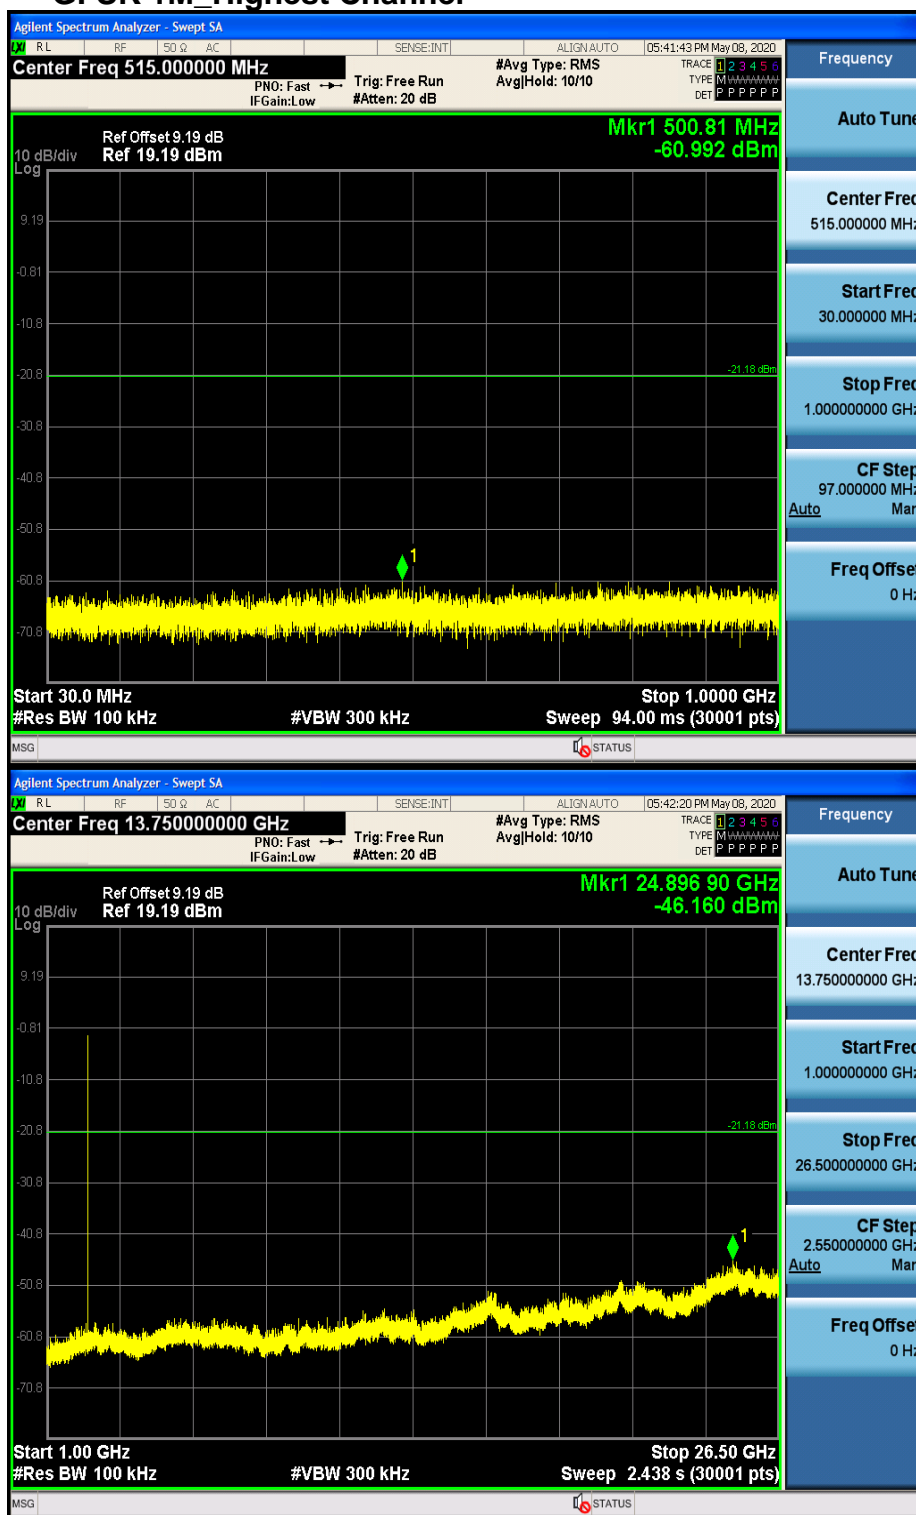 GFSK 1M_Highest Channel
Agilent Spectrum Analyzer - Swept SA
LXI RL RF 50 Ω AC SENSE:INT ALIGN AUTO 05:41:43 PM May 08, 2020
Center Freq 515.000000 MHz
PNO: Fast
IFGain:Low
Trig: Free Run
#Atten: 20 dB
#Avg Type: RMS
Avg|Hold: 10/10
TRACE 1 2 3 4 5 6
TYPE M WWWWW
DET P P P P P P
Frequency
Auto Tune
Center Freq
515.000000 MHz
Start Freq
30.000000 MHz
Stop Freq
1.000000000 GHz
CF Step
97.000000 MHz
Auto Man
Freq Offset
0 Hz
Mkr1 500.81 MHz
-60.992 dBm
Ref Offset 9.19 dB
10 dB/div Ref 19.19 dBm
Log
9.19
-0.81
-10.8
-20.8
-21.18 dBm
-30.8
-40.8
-50.8
1
-60.8
-70.8
Start 30.0 MHz Stop 1.0000 GHz
#Res BW 100 kHz #VBW 300 kHz Sweep 94.00 ms (30001 pts)
MSG STATUS
Agilent Spectrum Analyzer - Swept SA
LXI RL RF 50 Ω AC SENSE:INT ALIGN AUTO 05:42:20 PM May 08, 2020
Center Freq 13.750000000 GHz
PNO: Fast
IFGain:Low
Trig: Free Run
#Atten: 20 dB
#Avg Type: RMS
Avg|Hold: 10/10
TRACE 1 2 3 4 5 6
TYPE M WWWWW
DET P P P P P P
Frequency
Auto Tune
Center Freq
13.750000000 GHz
Start Freq
1.000000000 GHz
Stop Freq
26.500000000 GHz
CF Step
2.550000000 GHz
Auto Man
Freq Offset
0 Hz
Mkr1 24.896 90 GHz
-46.160 dBm
Ref Offset 9.19 dB
10 dB/div Ref 19.19 dBm
Log
9.19
-0.81
-10.8
-20.8
-21.18 dBm
-30.8
-40.8
1
-50.8
-60.8
-70.8
Start 1.00 GHz Stop 26.50 GHz
#Res BW 100 kHz #VBW 300 kHz Sweep 2.438 s (30001 pts)
MSG STATUS